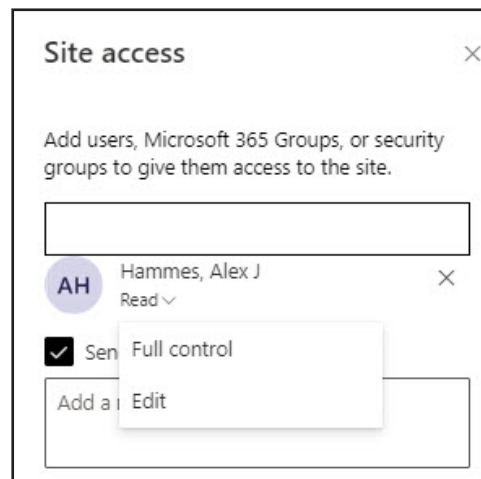 Site access
Add users, Microsoft 365 Groups, or security
groups to give them access to the site.
AH
Hammes, Alex J
Read
Sen
Full control
Add a
Edit